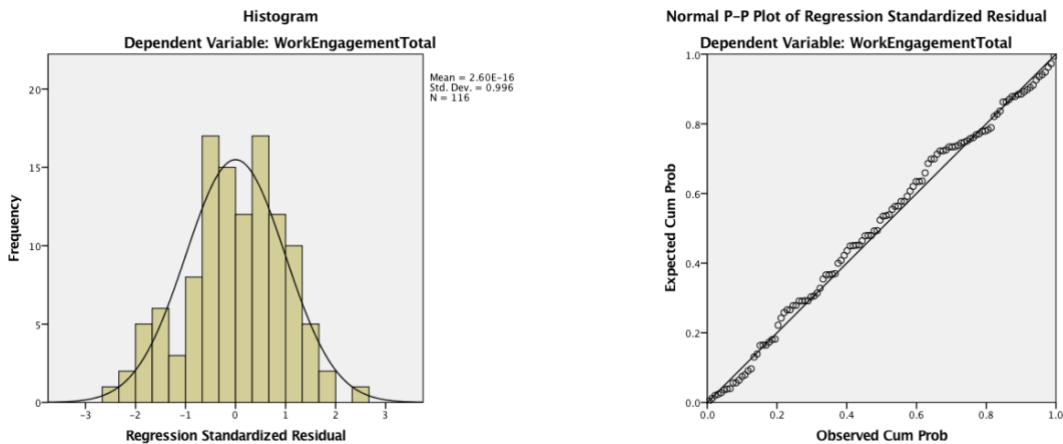 Histogram
Dependent Variable: WorkEngagementTotal
Mean = 2.60E-16
Std. Dev. = 0.996
N = 116
20
15
10
5
0
Frequency
-3 -2 -1 0 1 2 3
Regression Standardized Residual
Normal P-P Plot of Regression Standardized Residual
Dependent Variable: WorkEngagementTotal
1.0
0.8
0.6
0.4
0.2
0.0
Expected Cum Prob
0.0 0.2 0.4 0.6 0.8 1.0
Observed Cum Prob